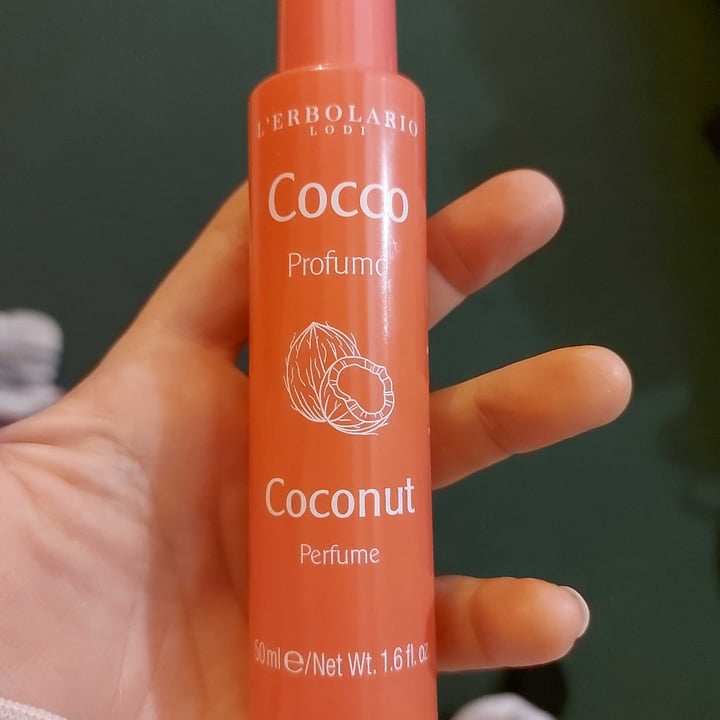 L'ERBOLARIO
LODI
Cocco
Profumo
Coconut
Perfume
50 ml e/Net Wt. 1.6 fl. oz.